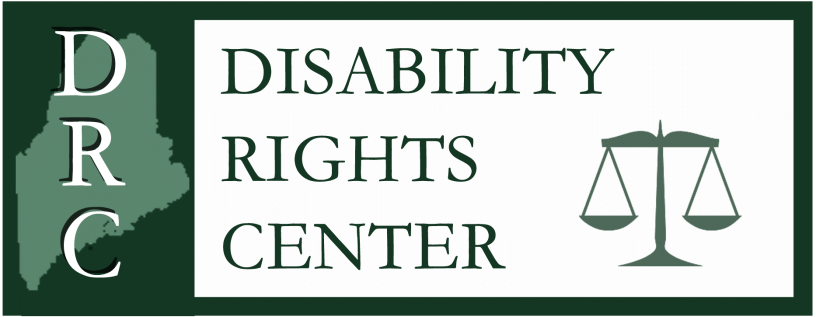 D
R
C
DISABILITY
RIGHTS
CENTER